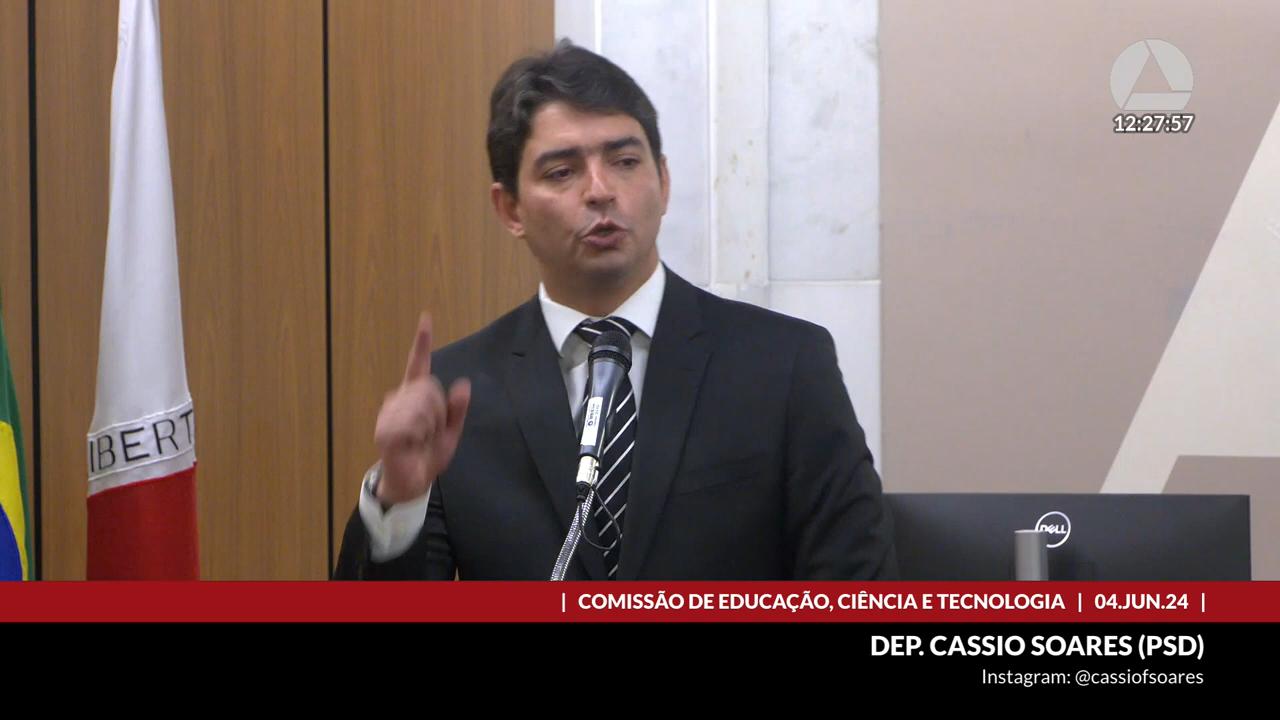 12:27:57
IBERT
DELL
| COMISSÃO DE EDUCAÇÃO, CIÊNCIA E TECNOLOGIA | 04.JUN.24 |
DEP. CASSIO SOARES (PSD)
Instagram: @cassiofsoares